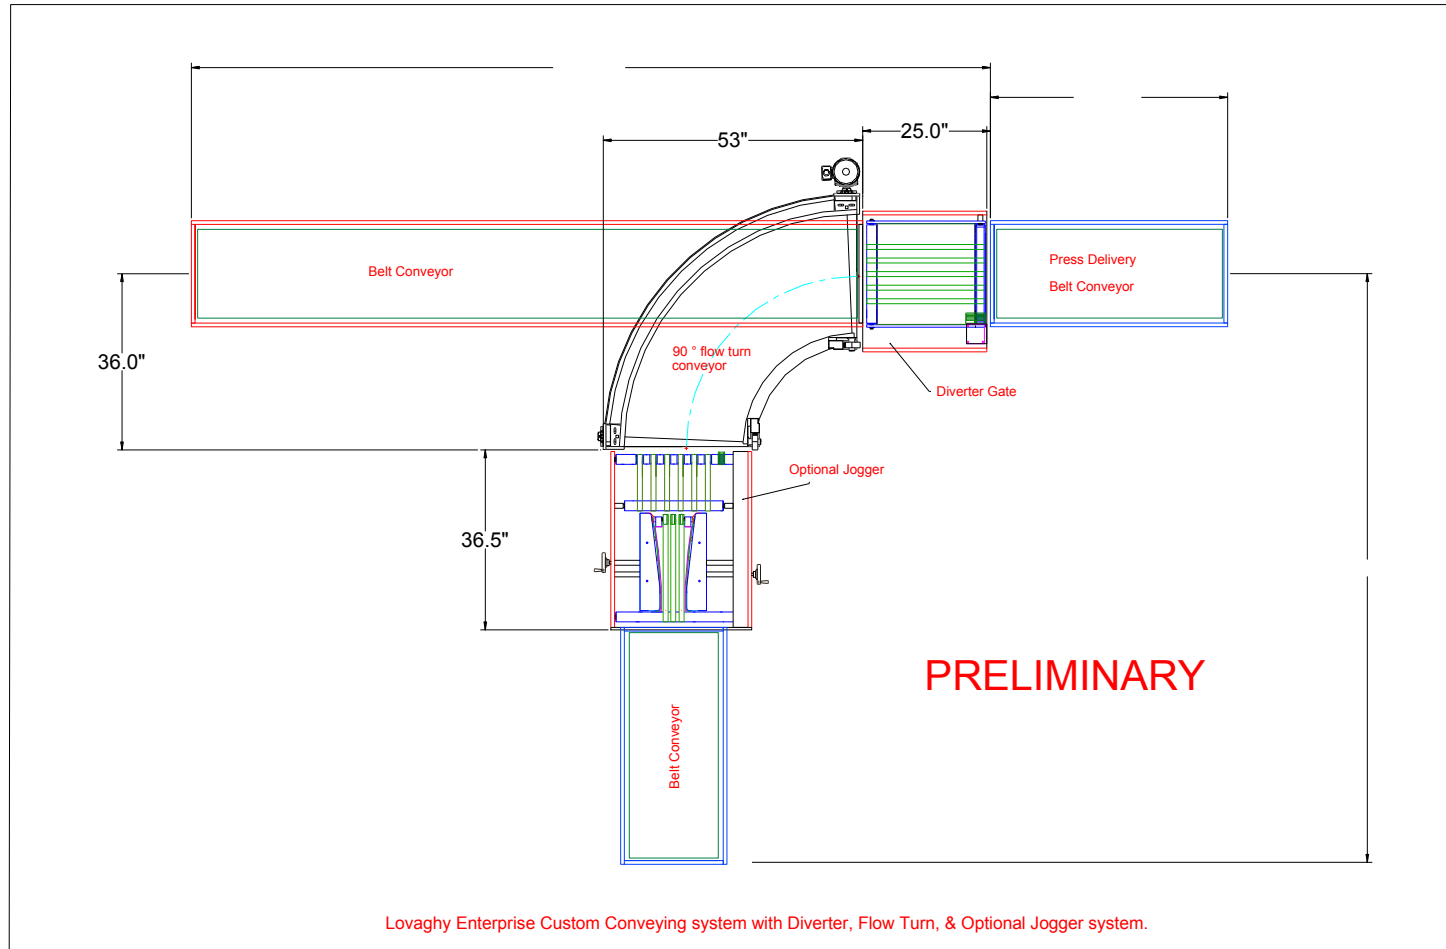 53"
25.0"
Belt Conveyor
Press Delivery
Belt Conveyor
36.0"
90 ° flow turn
conveyor
Diverter Gate
Optional Jogger
36.5"
PRELIMINARY
Belt Conveyor
Lovaghy Enterprise Custom Conveying system with Diverter, Flow Turn, & Optional Jogger system.